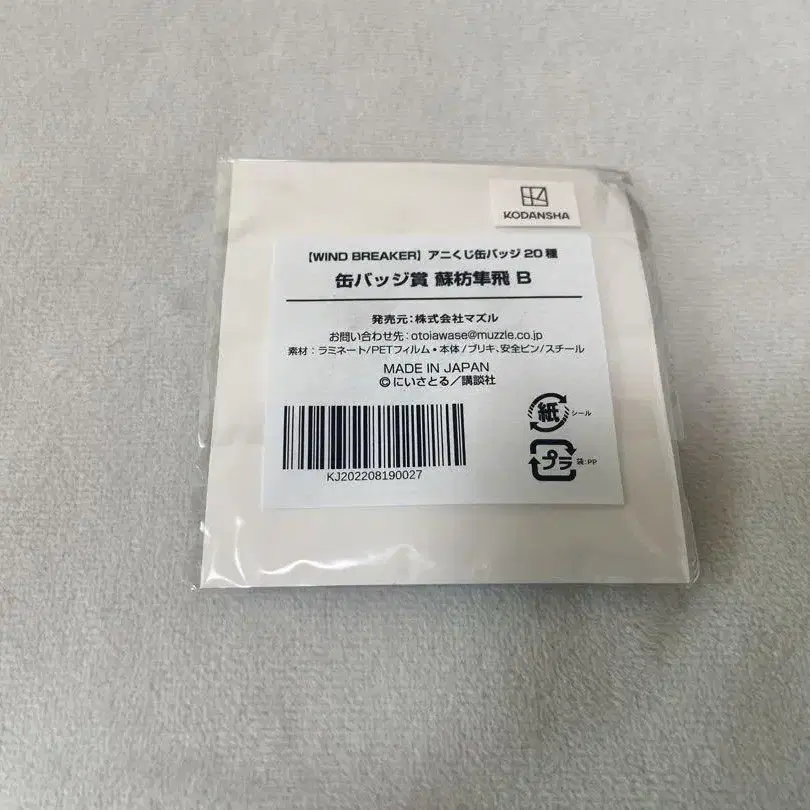 KODANSHA
【WIND BREAKER】アニくじ缶バッジ 20 種
缶バッジ賞 蘇枋隼飛 B
発売元：株式会社マズル
お問い合わせ先：otoiawase@muzzle.co.jp
素材：ラミネート/PETフィルム・本体/ブリキ、安全ピン/スチール
MADE IN JAPAN
©にいさとる／講談社
紙 シール
プラ 袋:PP
KJ202208190027